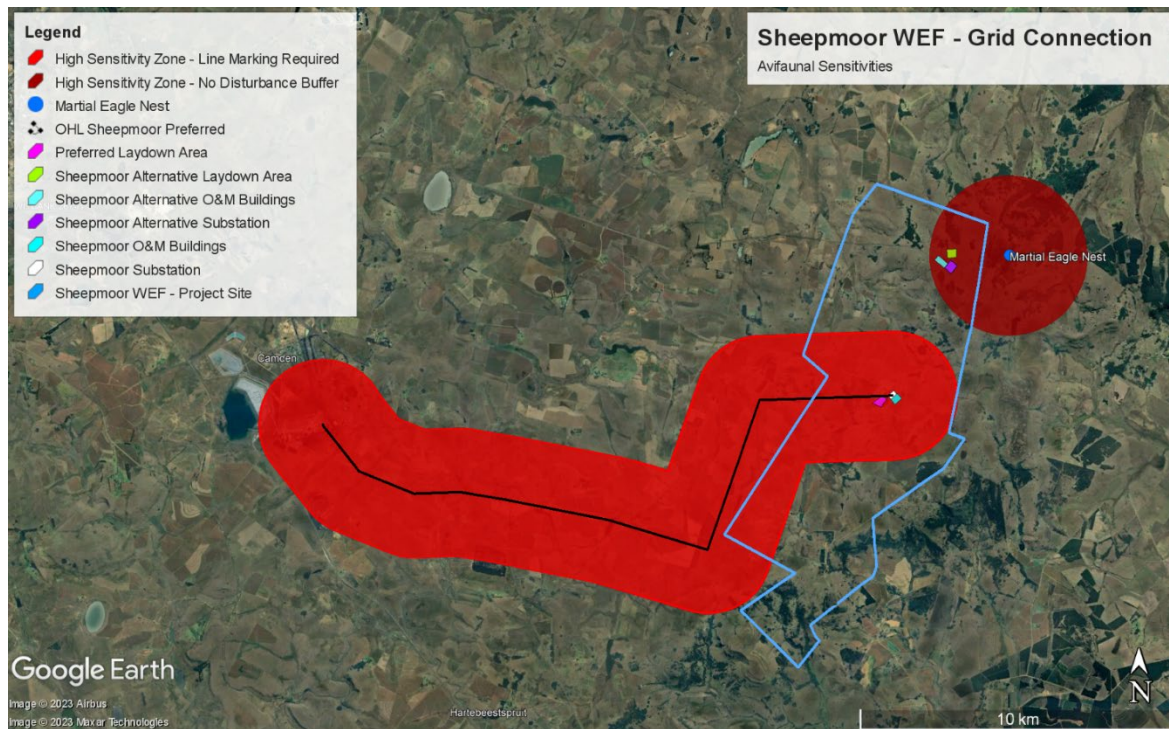 Legend
High Sensitivity Zone - Line Marking Required
High Sensitivity Zone - No Disturbance Buffer
Martial Eagle Nest
OHL Sheepmoor Preferred
Preferred Laydown Area
Sheepmoor Alternative Laydown Area
Sheepmoor Alternative O&M Buildings
Sheepmoor Alternative Substation
Sheepmoor O&M Buildings
Sheepmoor Substation
Sheepmoor WEF - Project Site
Sheepmoor WEF - Grid Connection
Avifaunal Sensitivities
Martial Eagle Nest
Camden
Hartebeestspruit
Google Earth
Image © 2023 Airbus
Image © 2023 Maxar Technologies
10 km
N